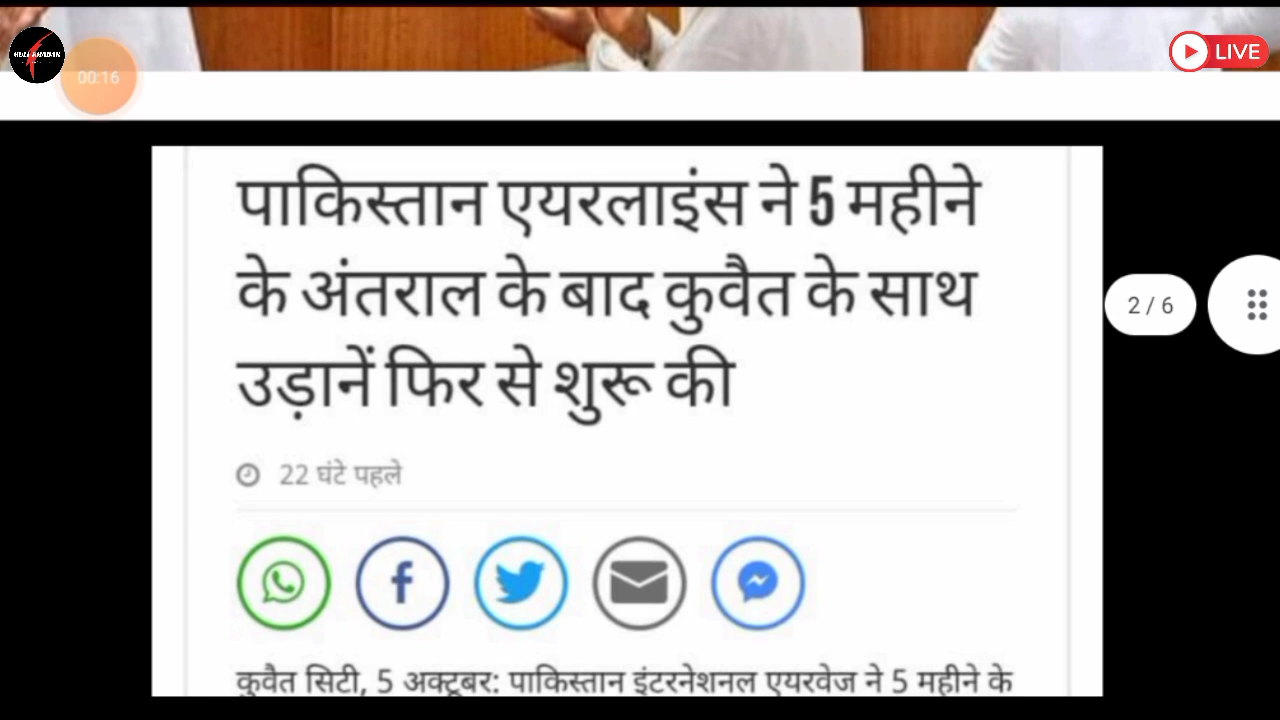 00:16
LIVE
पाकिस्तान एयरलाइंस ने 5 महीने
के अंतराल के बाद कुवैत के साथ
उड़ानें फिर से शुरू की
2 / 6
22 घंटे पहले
कुवैत सिटी, 5 अक्टूबर: पाकिस्तान इंटरनेशनल एयरवेज ने 5 महीने के